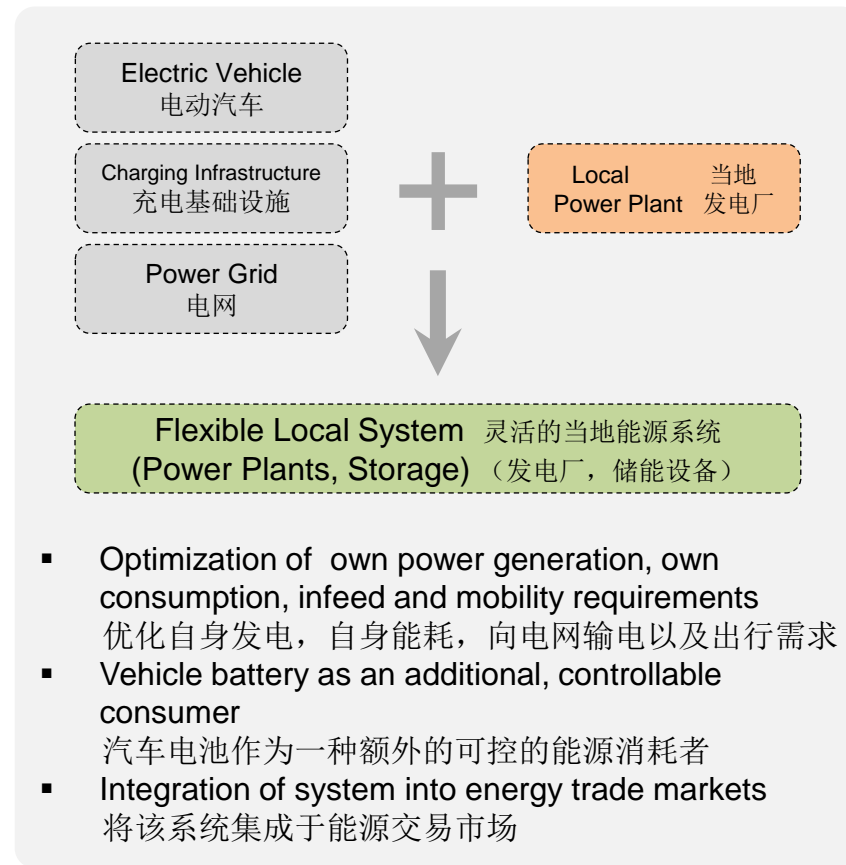 Electric Vehicle
电动汽车
Charging Infrastructure
充电基础设施
Power Grid
电网
Local 当地
Power Plant 发电厂
Flexible Local System 灵活的当地能源系统
(Power Plants, Storage) （发电厂，储能设备）
▪ Optimization of own power generation, own
consumption, infeed and mobility requirements
优化自身发电，自身能耗，向电网输电以及出行需求
▪ Vehicle battery as an additional, controllable
consumer
汽车电池作为一种额外的可控的能源消耗者
▪ Integration of system into energy trade markets
将该系统集成于能源交易市场